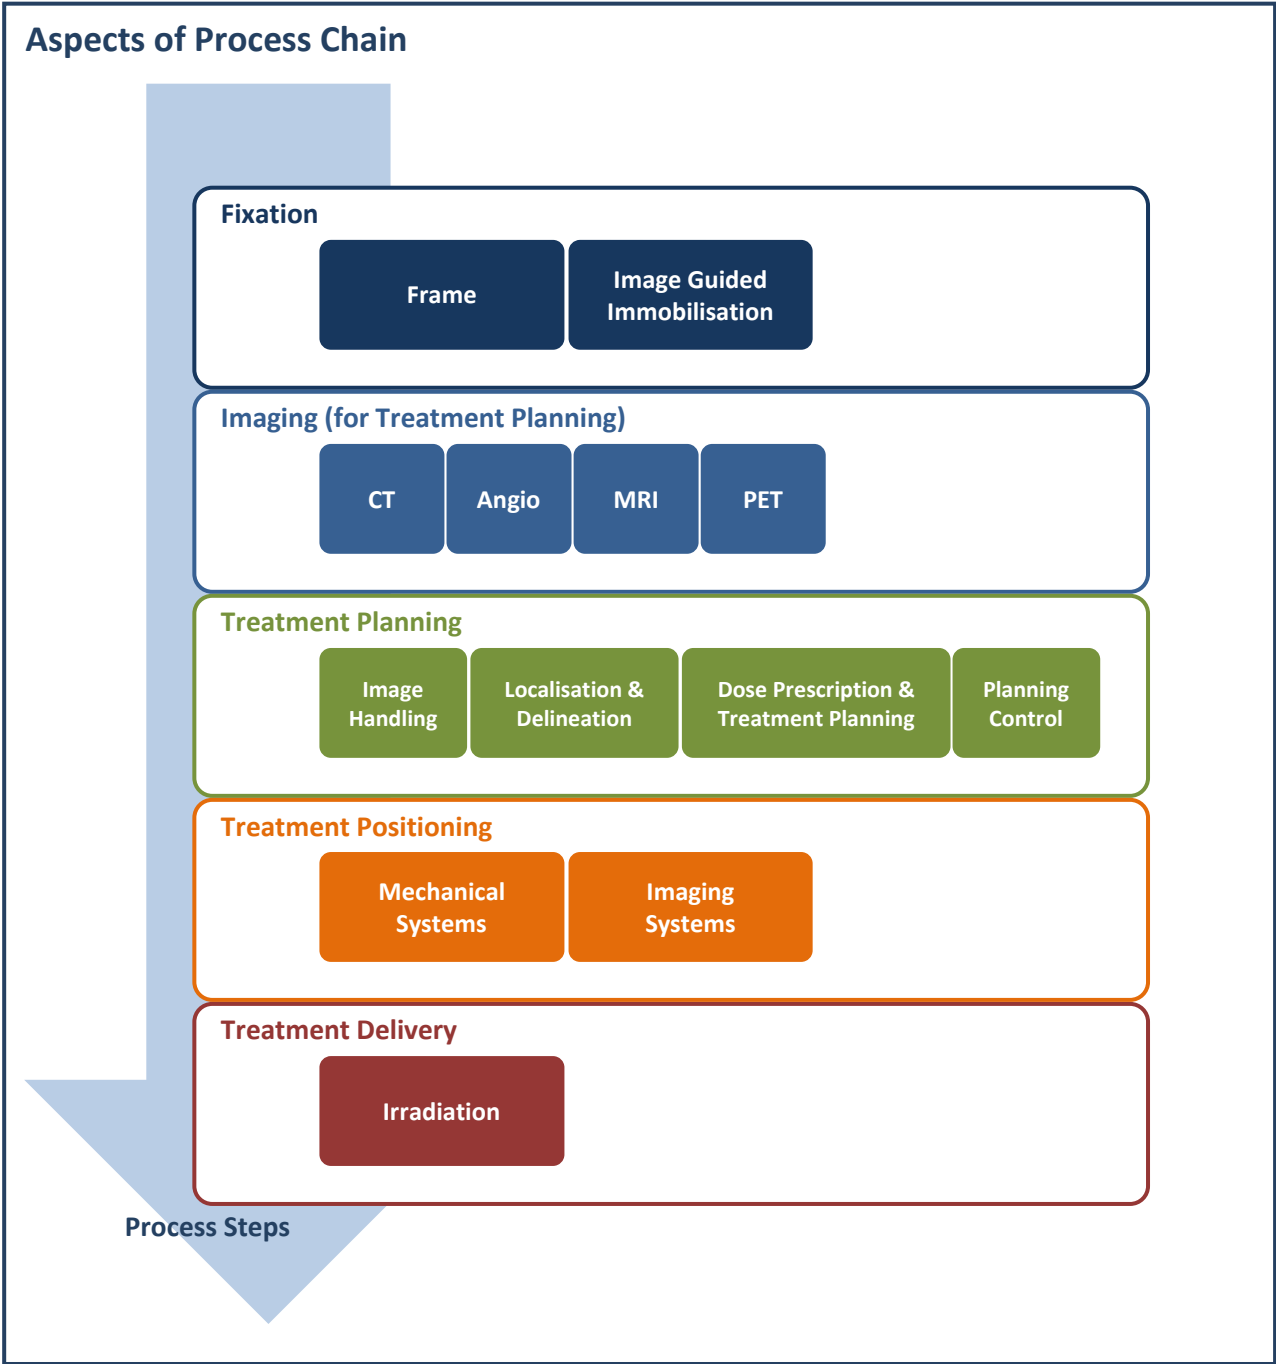 Aspects of Process Chain
Fixation
Frame
Image Guided
Immobilisation
Imaging (for Treatment Planning)
CT
Angio
MRI
PET
Treatment Planning
Image
Handling
Localisation &
Delineation
Dose Prescription &
Treatment Planning
Planning
Control
Treatment Positioning
Mechanical
Systems
Imaging
Systems
Treatment Delivery
Irradiation
Process Steps